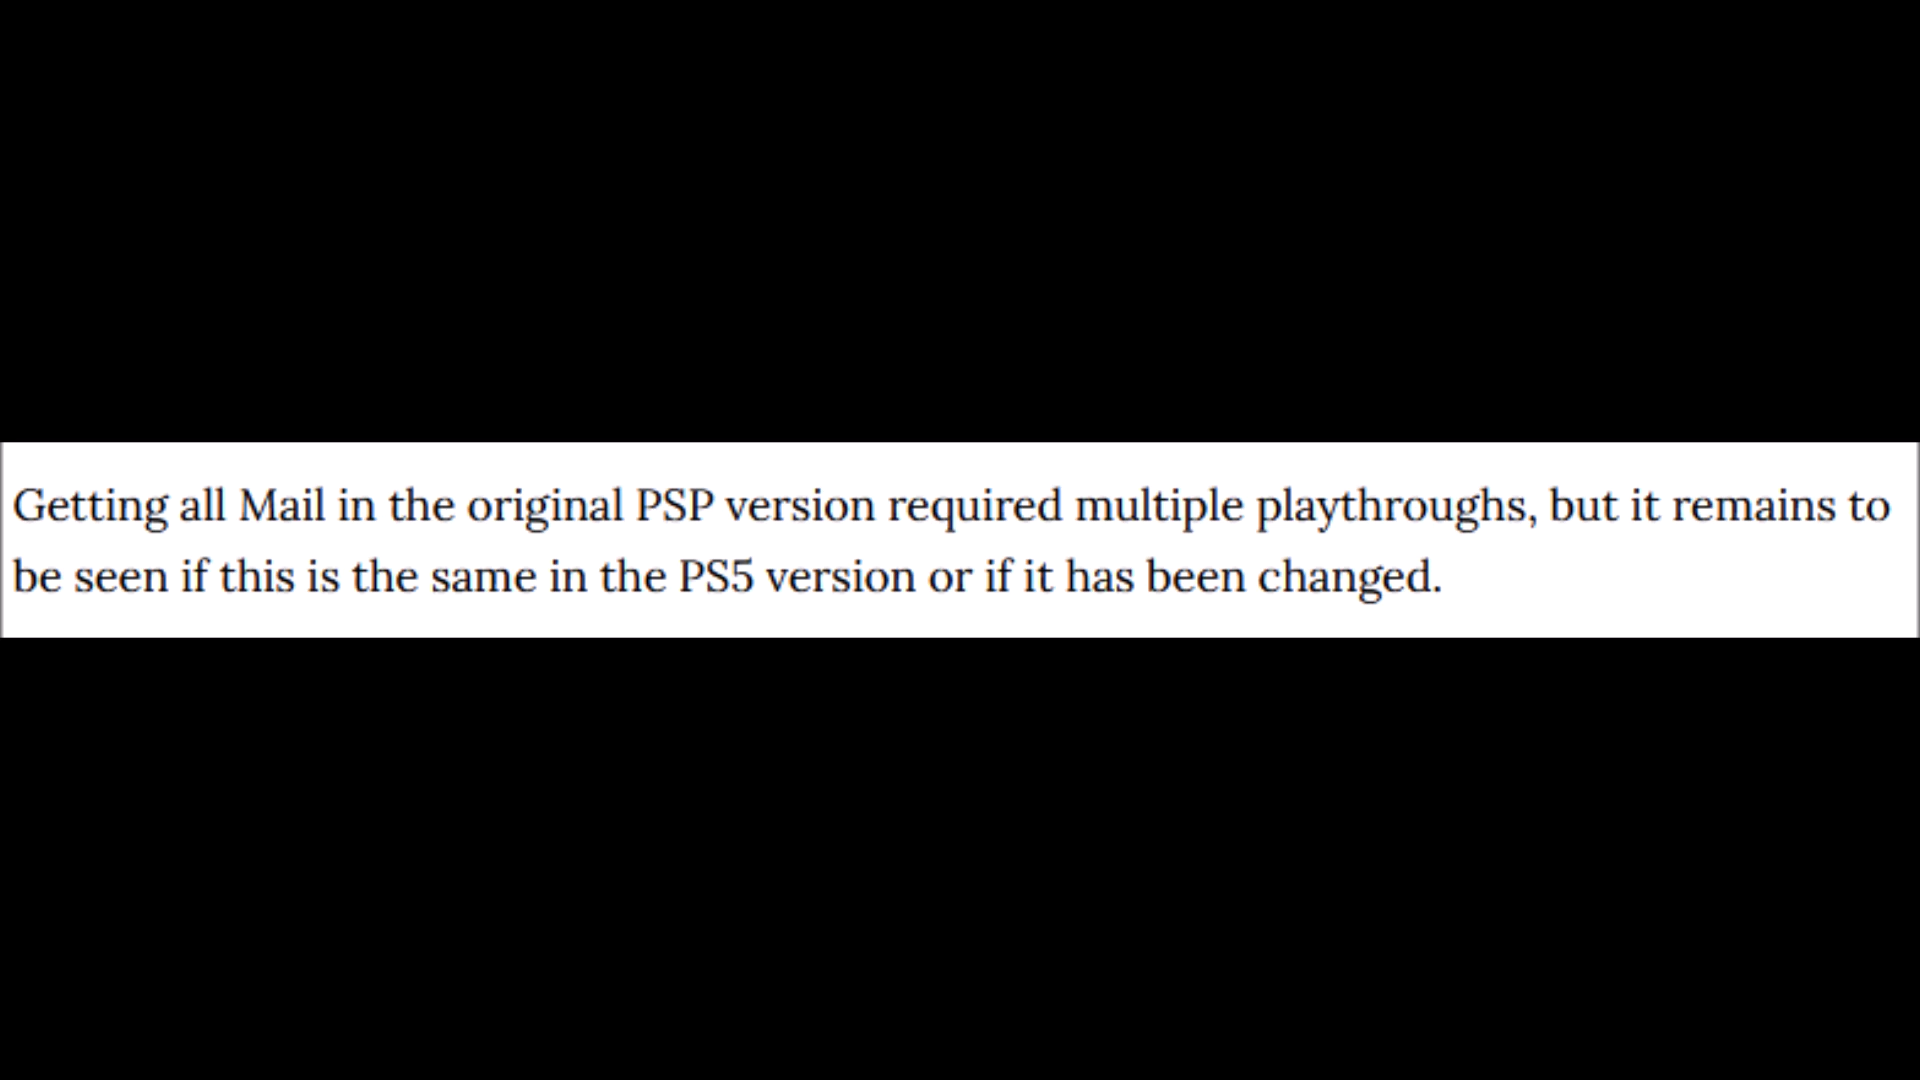 Getting all Mail in the original PSP version required multiple playthroughs, but it remains to
be seen if this is the same in the PS5 version or if it has been changed.